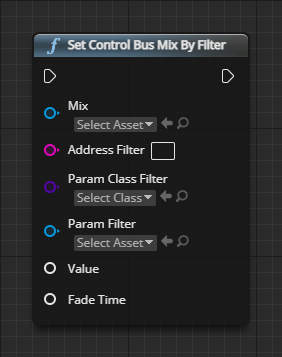 f Set Control Bus Mix By Filter
Mix
Select Asset
Address Filter
Param Class Filter
Select Class
Param Filter
Select Asset
Value
Fade Time